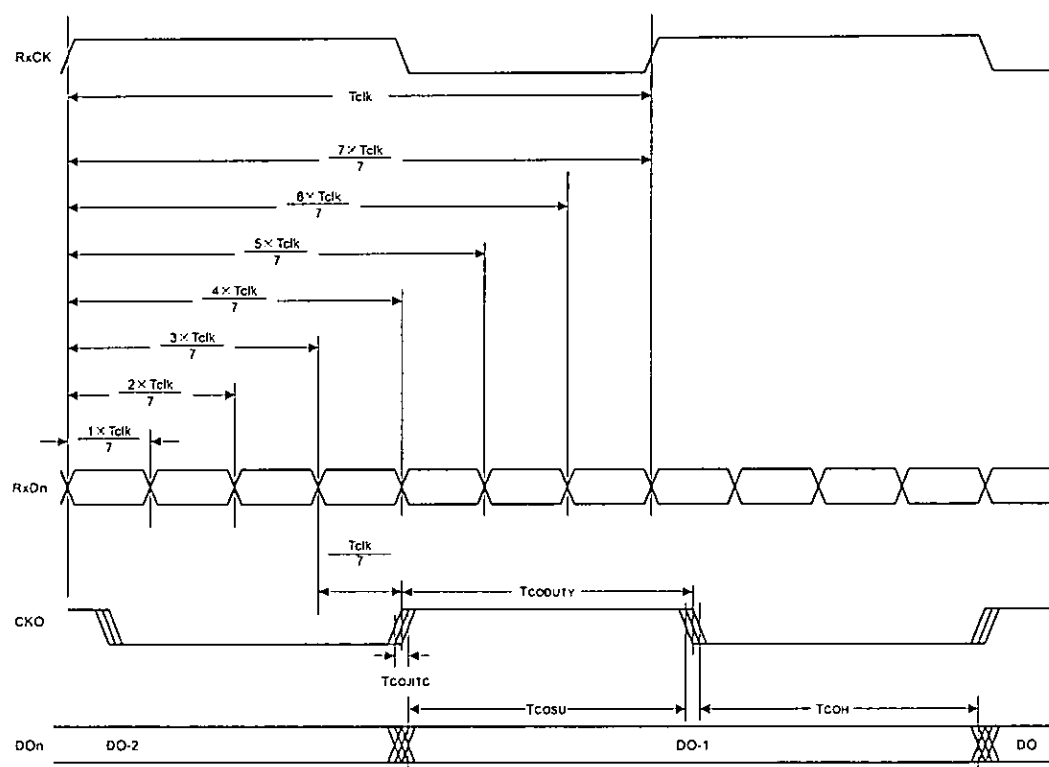 RxCK
Tclk
7 × Tclk
7
6 × Tclk
7
5 × Tclk
7
4 × Tclk
7
3 × Tclk
7
2 × Tclk
7
1 × Tclk
7
RxDn
Tclk
7
TCODUTY
CKO
TCOJITC
TCOSU
TCOH
DOn
DO-2
DO-1
DO